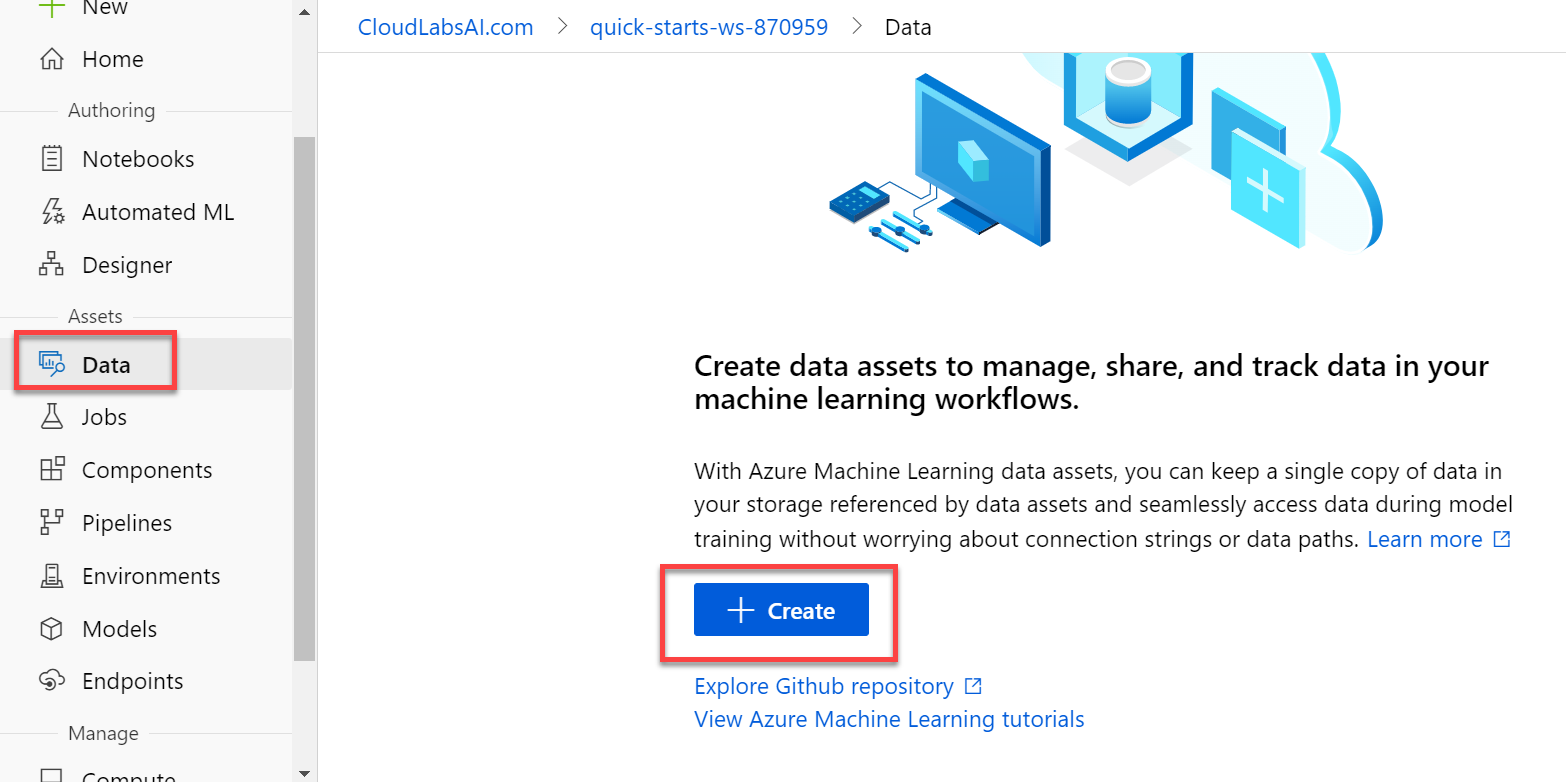 New
Home
Authoring
Notebooks
Automated ML
Designer
Assets
Data
Jobs
Components
Pipelines
Environments
Models
Endpoints
Manage
Compute
CloudLabsAI.com > quick-starts-ws-870959 > Data
Create data assets to manage, share, and track data in your
machine learning workflows.
With Azure Machine Learning data assets, you can keep a single copy of data in
your storage referenced by data assets and seamlessly access data during model
training without worrying about connection strings or data paths. Learn more
Create
Explore Github repository
View Azure Machine Learning tutorials